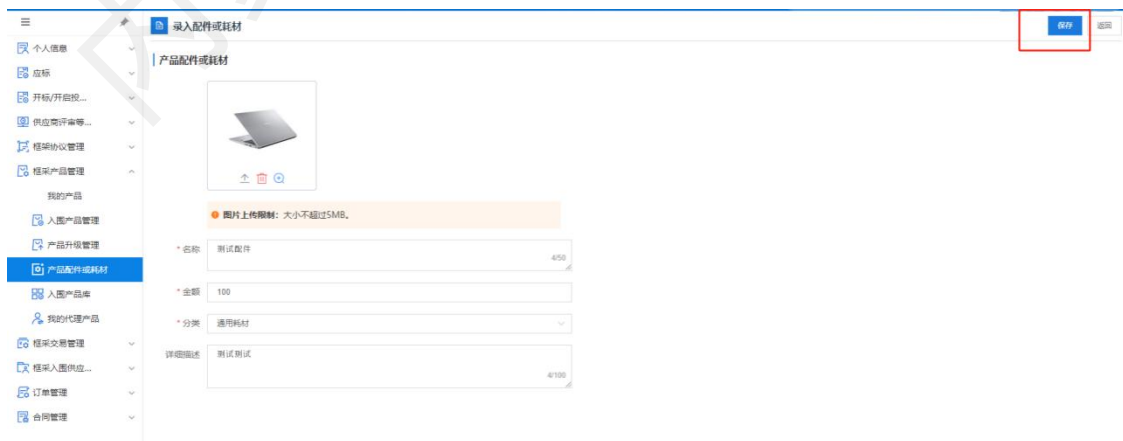 录入配件或耗材
保存
返回
个人信息
应标
开标/开启投...
供应商评审等...
框架协议管理
框采产品管理
我的产品
入围产品管理
产品升级管理
产品配件或耗材
入围产品库
我的代理产品
框采交易管理
框采入围供应...
订单管理
合同管理
产品配件或耗材
图片上传限制：大小不超过5MB。
* 名称
测试配件
4/50
* 金额
100
* 分类
通用耗材
详细描述
测试测试
4/100